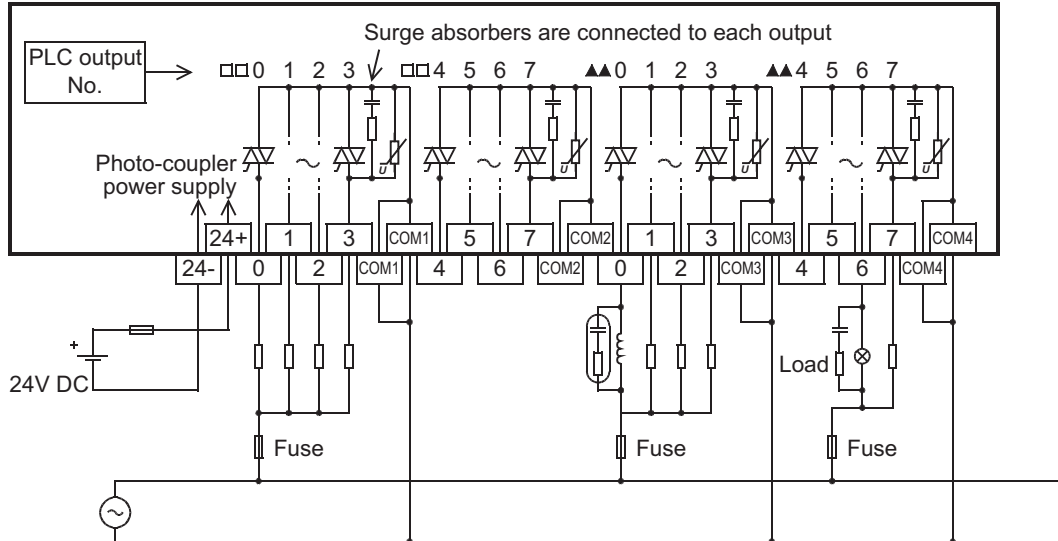 Surge absorbers are connected to each output
PLC output
No.
□□0 1 2 3 □□4 5 6 7 ▲▲0 1 2 3 ▲▲4 5 6 7
~ ~ ~ ~
U U U U
Photo-coupler
power supply
24+ 1 3 COM1 5 7 COM2 1 3 COM3 5 7 COM4
24- 0 2 COM1 4 6 COM2 0 2 COM3 4 6 COM4
+
24V DC
Load
Fuse Fuse Fuse
~